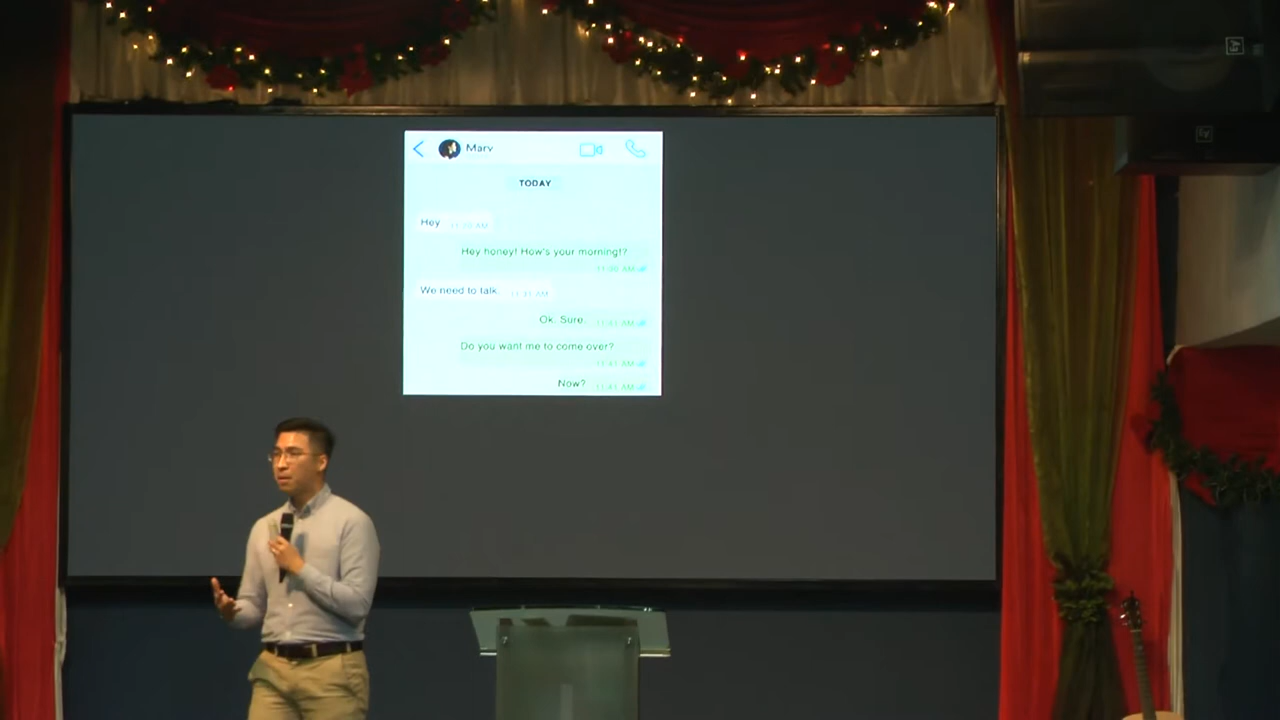 Mary
TODAY
Hey
Hey honey! How's your morning!?
We need to talk.
Ok. Sure.
Do you want me to come over?
Now?